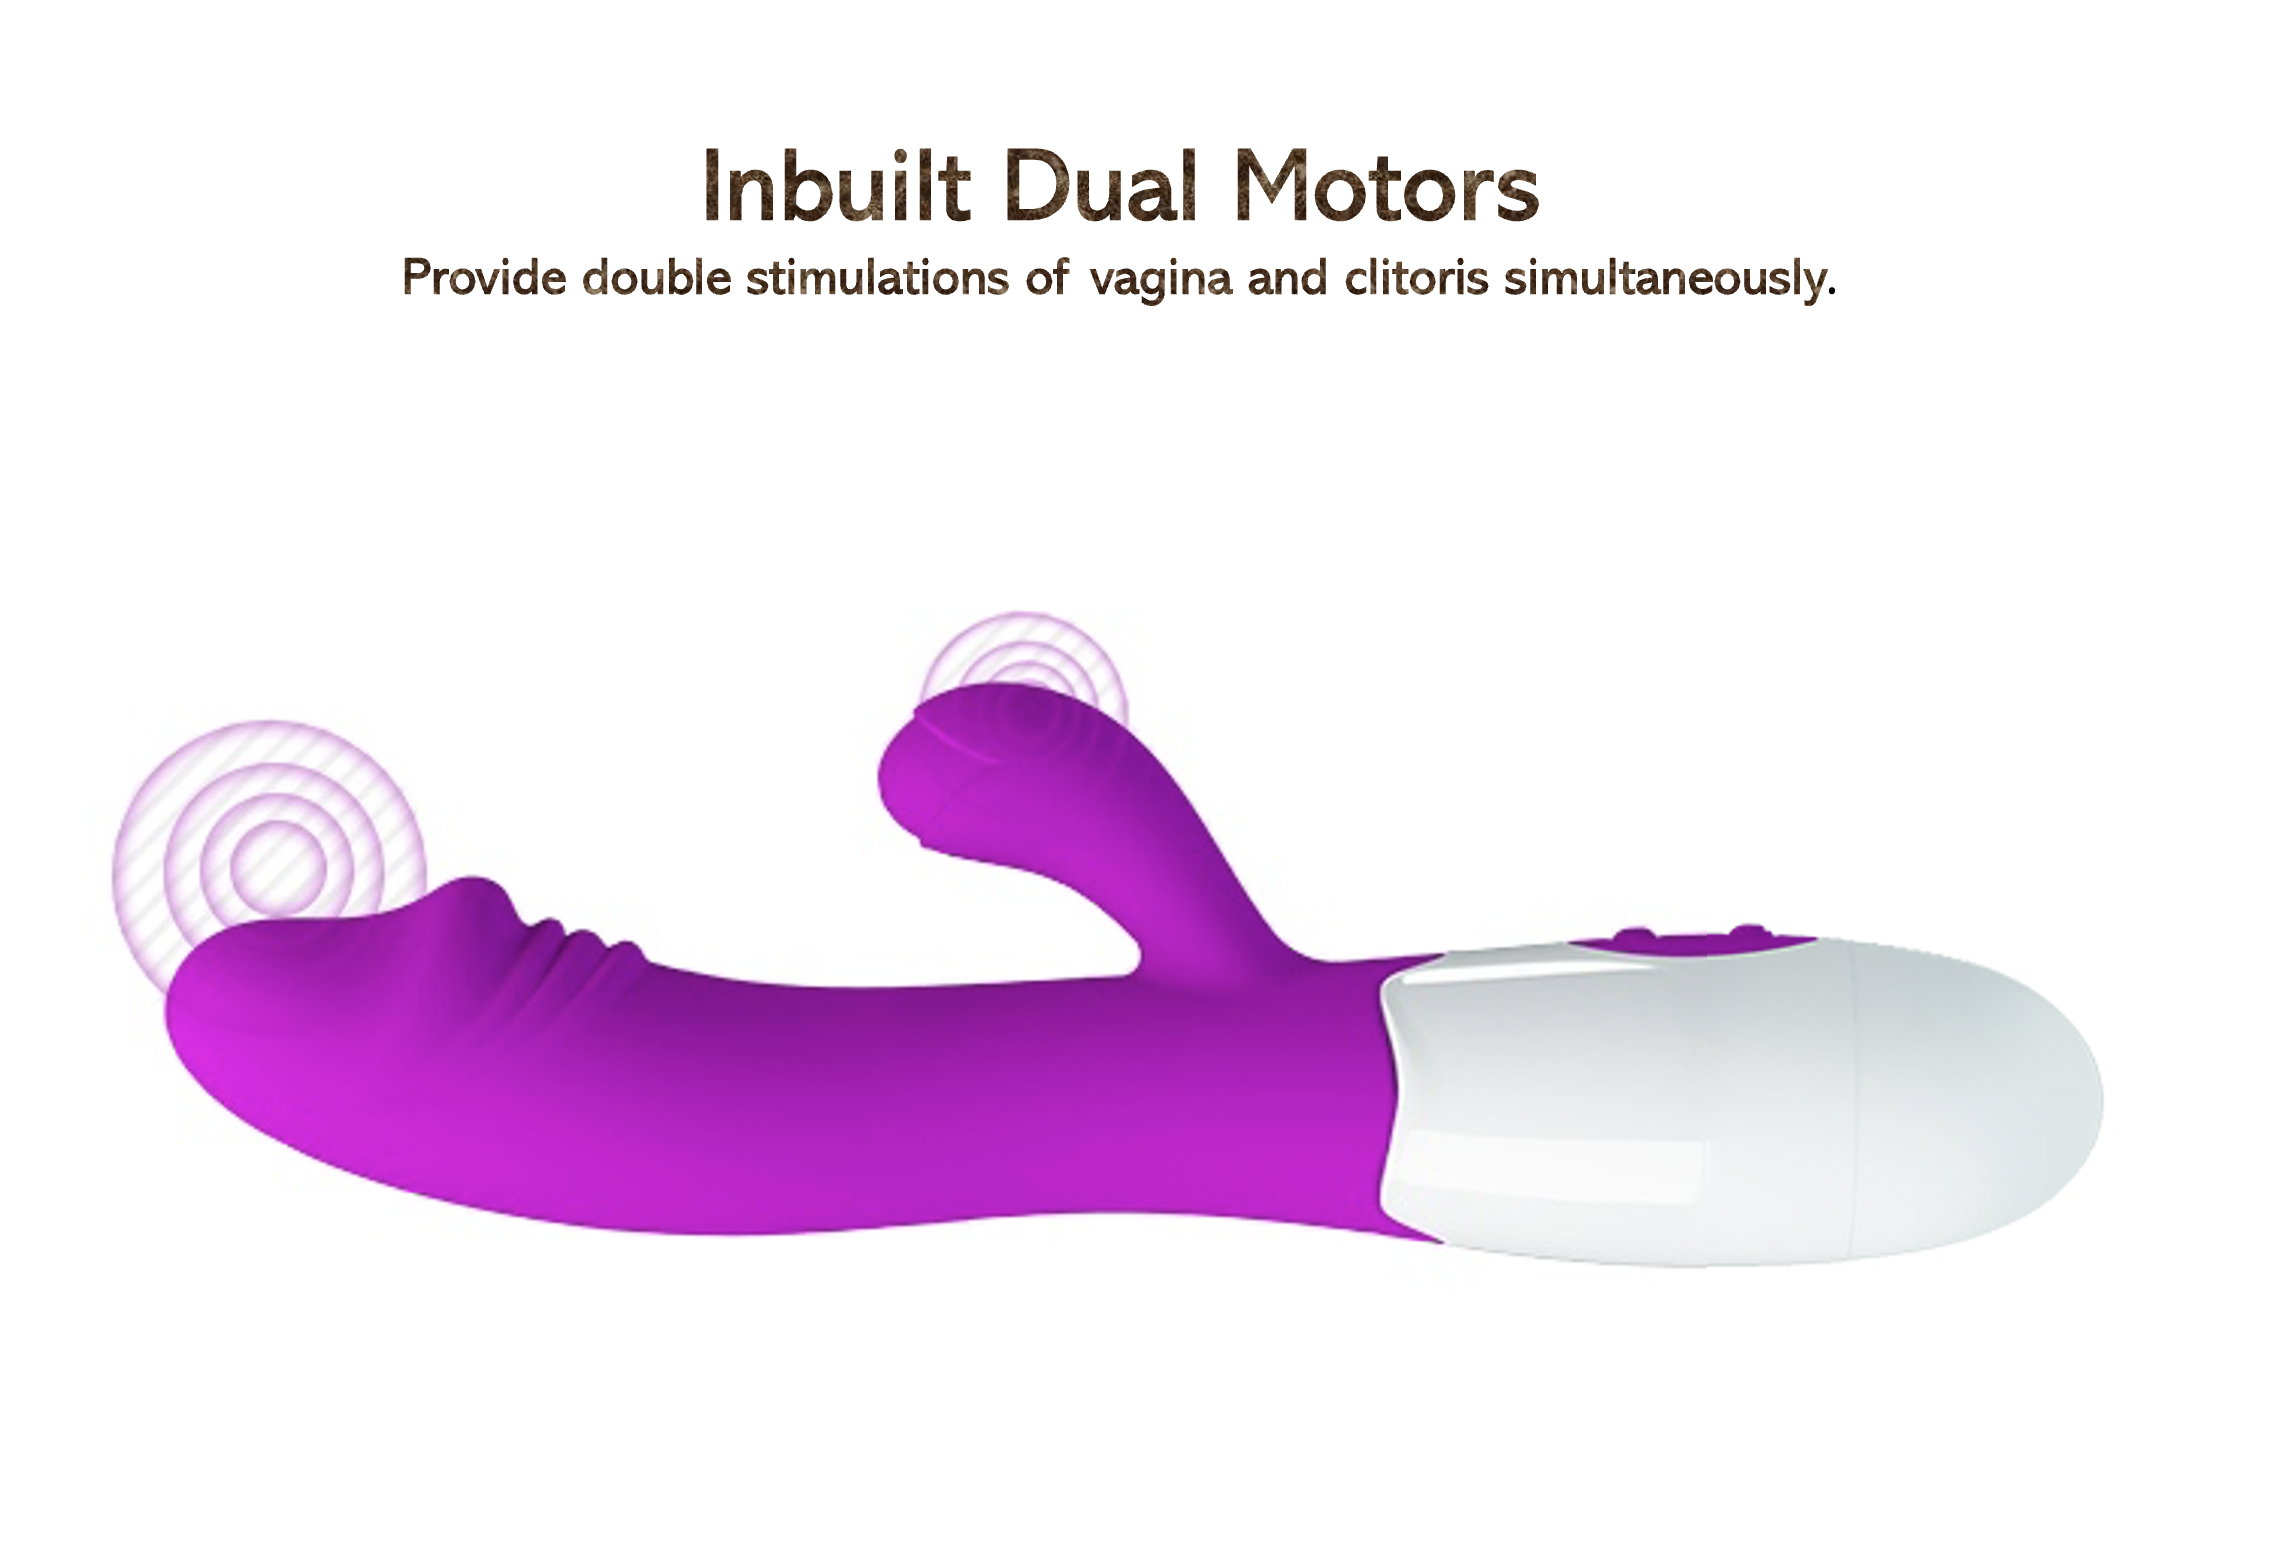 Inbuilt Dual Motors
Provide double stimulations of vagina and clitoris simultaneously.